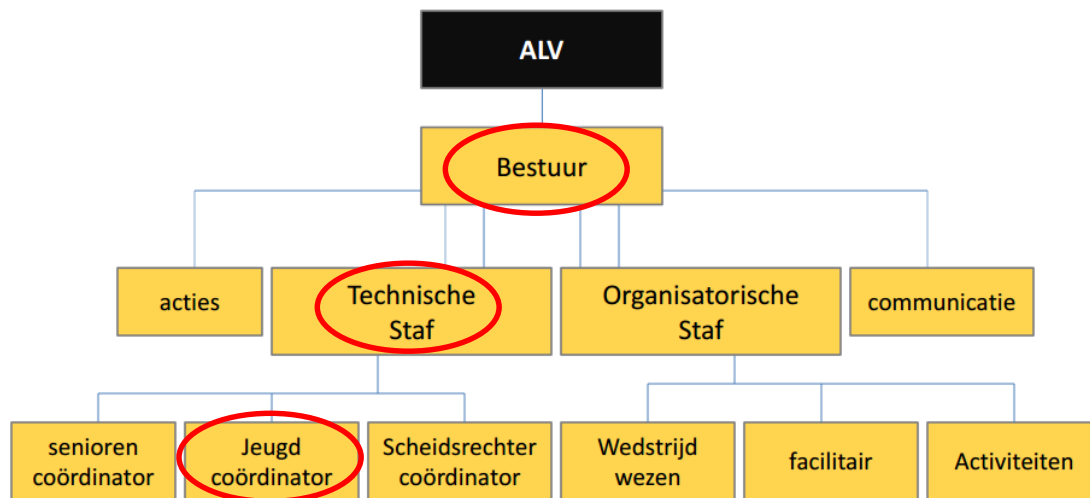 ALV
Bestuur
acties
Technische
Staf
Organisatorische
Staf
communicatie
senioren
coördinator
Jeugd
coördinator
Scheidsrechter
coördinator
Wedstrijd
wezen
facilitair
Activiteiten